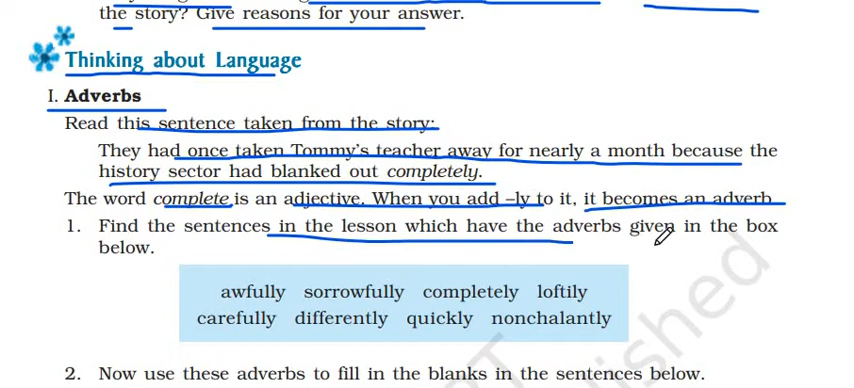 the story? Give reasons for your answer.
Thinking about Language
I. Adverbs
Read this sentence taken from the story:
They had once taken Tommy's teacher away for nearly a month because the
history sector had blanked out completely.
The word complete is an adjective. When you add –ly to it, it becomes an adverb.
1. Find the sentences in the lesson which have the adverbs given in the box
below.
awfully sorrowfully completely loftily
carefully differently quickly nonchalantly
2. Now use these adverbs to fill in the blanks in the sentences below.